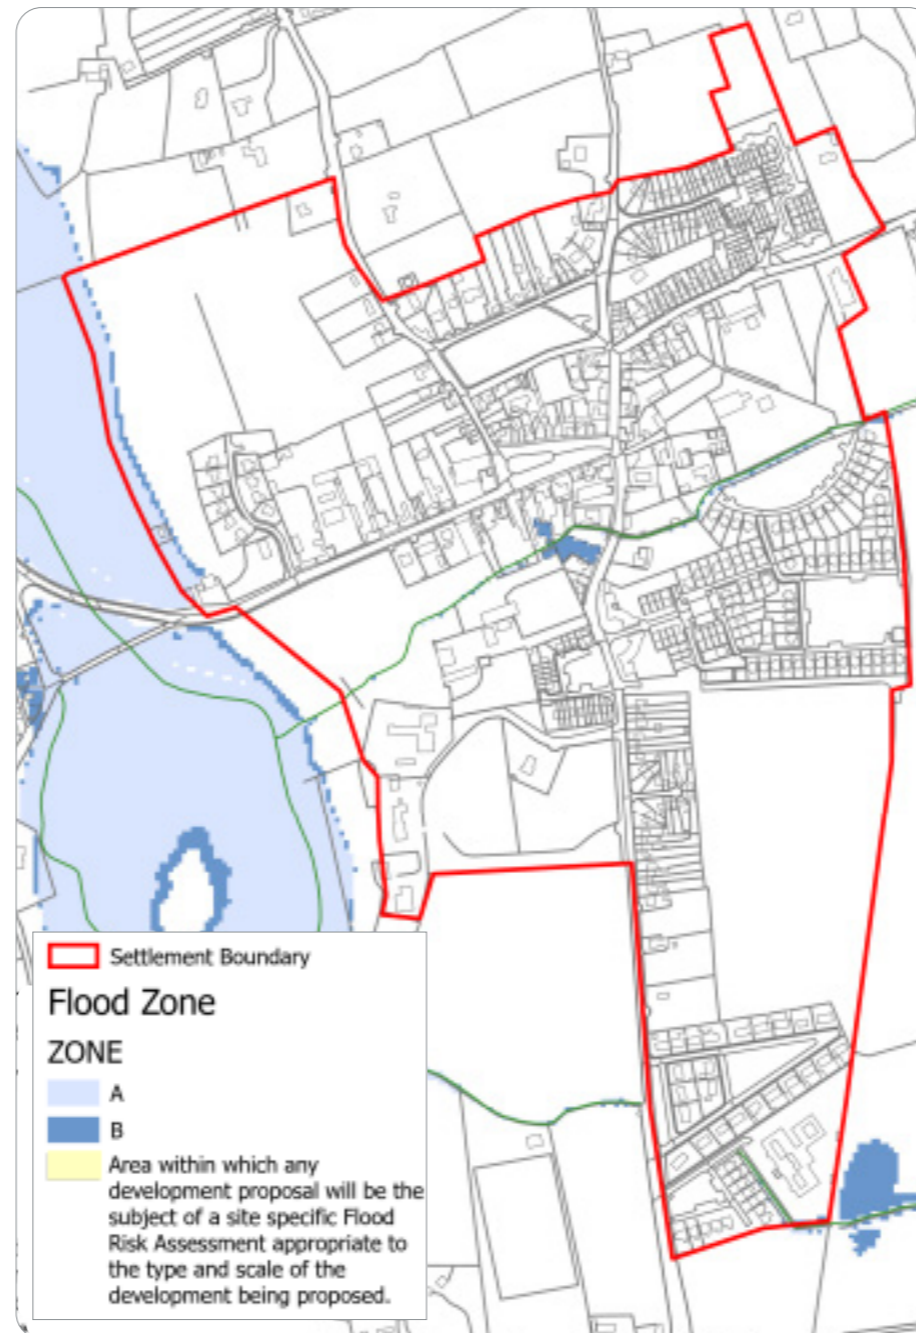 Settlement Boundary
Flood Zone
ZONE
A
B
Area within which any
development proposal will be the
subject of a site specific Flood
Risk Assessment appropriate to
the type and scale of the
development being proposed.